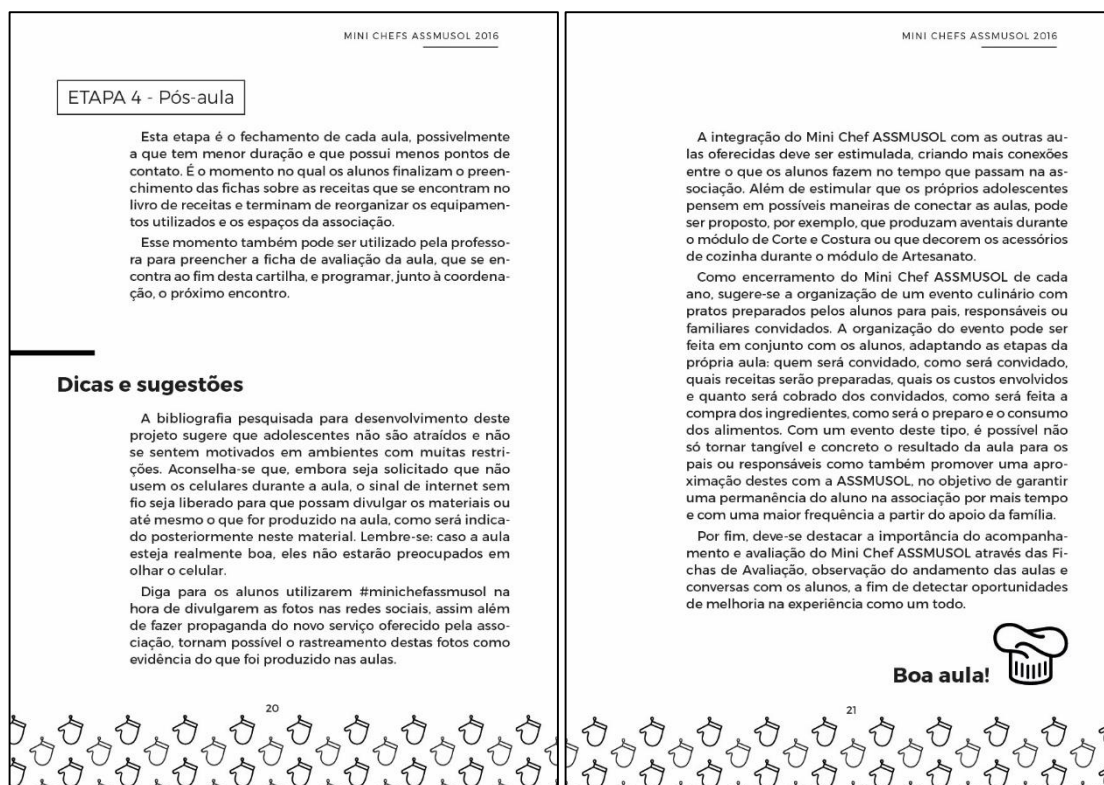 MINI CHEFS ASSMUSOL 2016
ETAPA 4 - Pós-aula
Esta etapa é o fechamento de cada aula, possivelmente
a que tem menor duração e que possui menos pontos de
contato. É o momento no qual os alunos finalizam o preen-
chimento das fichas sobre as receitas que se encontram no
livro de receitas e terminam de reorganizar os equipamen-
tos utilizados e os espaços da associação.
Esse momento também pode ser utilizado pela professo-
ra para preencher a ficha de avaliação da aula, que se en-
contra ao fim desta cartilha, e programar, junto à coordena-
ção, o próximo encontro.
Dicas e sugestões
A bibliografia pesquisada para desenvolvimento deste
projeto sugere que adolescentes não são atraídos e não
se sentem motivados em ambientes com muitas restri-
ções. Aconselha-se que, embora seja solicitado que não
usem os celulares durante a aula, o sinal de internet sem
fio seja liberado para que possam divulgar os materiais ou
até mesmo o que for produzido na aula, como será indica-
do posteriormente neste material. Lembre-se: caso a aula
esteja realmente boa, eles não estarão preocupados em
olhar o celular.
Diga para os alunos utilizarem #minichefassmusol na
hora de divulgarem as fotos nas redes sociais, assim além
de fazer propaganda do novo serviço oferecido pela asso-
ciação, tornam possível o rastreamento destas fotos como
evidência do que foi produzido nas aulas.
20
MINI CHEFS ASSMUSOL 2016
A integração do Mini Chef ASSMUSOL com as outras au-
las oferecidas deve ser estimulada, criando mais conexões
entre o que os alunos fazem no tempo que passam na as-
sociação. Além de estimular que os próprios adolescentes
pensem em possíveis maneiras de conectar as aulas, pode
ser proposto, por exemplo, que produzam aventais durante
o módulo de Corte e Costura ou que decorem os acessórios
de cozinha durante o módulo de Artesanato.
Como encerramento do Mini Chef ASSMUSOL de cada
ano, sugere-se a organização de um evento culinário com
pratos preparados pelos alunos para pais, responsáveis ou
familiares convidados. A organização do evento pode ser
feita em conjunto com os alunos, adaptando as etapas da
própria aula: quem será convidado, como será convidado,
quais receitas serão preparadas, quais os custos envolvidos
e quanto será cobrado dos convidados, como será feita a
compra dos ingredientes, como será o preparo e o consumo
dos alimentos. Com um evento deste tipo, é possível não
só tornar tangível e concreto o resultado da aula para os
pais ou responsáveis como também promover uma apro-
ximação destes com a ASSMUSOL, no objetivo de garantir
uma permanência do aluno na associação por mais tempo
e com uma maior frequência a partir do apoio da família.
Por fim, deve-se destacar a importância do acompanha-
mento e avaliação do Mini Chef ASSMUSOL através das Fi-
chas de Avaliação, observação do andamento das aulas e
conversas com os alunos, a fim de detectar oportunidades
de melhoria na experiência como um todo.
Boa aula!
21